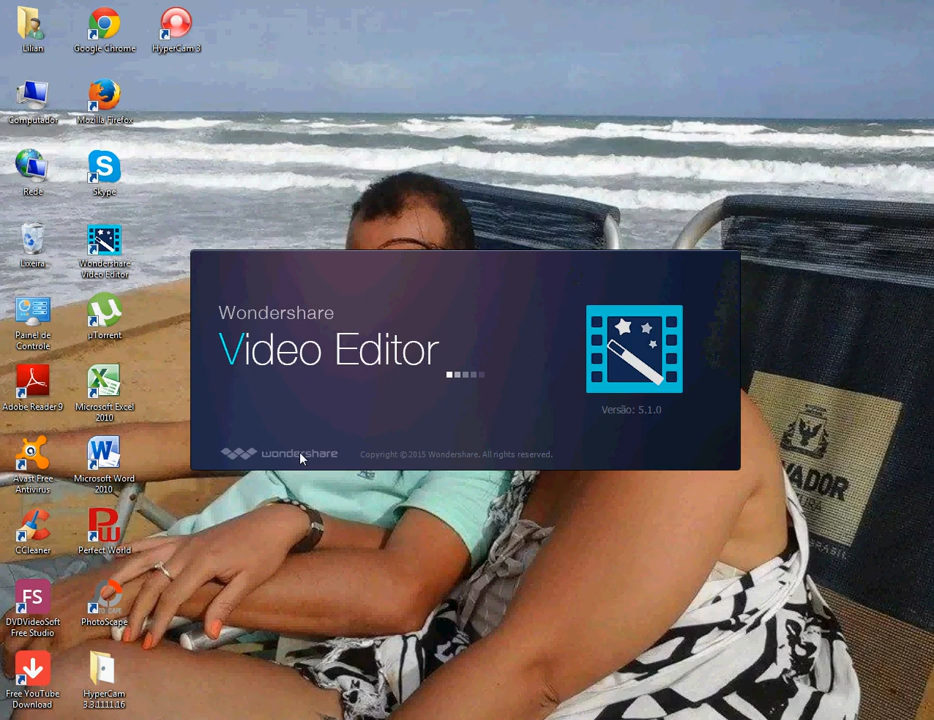 Lilian
Google Chrome
HyperCam 3
Computador
Mozilla Firefox
Rede
Skype
Lixeira
Wondershare
Video Editor
Painel de
Controle
µTorrent
Adobe Reader 9
Microsoft Excel
2010
Avast Free
Antivirus
Microsoft Word
2010
CCleaner
Perfect World
DVDVideoSoft
Free Studio
PhotoScape
Free YouTube
Download
HyperCam
3.3.1111.16
Wondershare
Video Editor
Versão: 5.1.0
wondershare
Copyright © 2015 Wondershare. All rights reserved.
VADOR
BRASIL